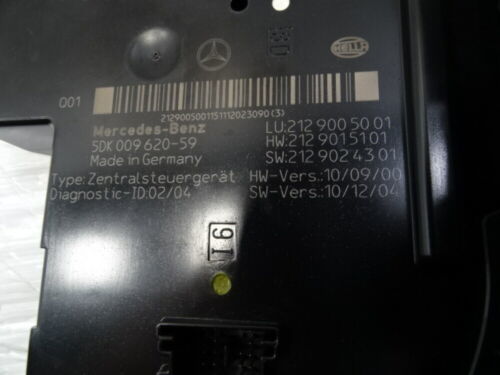 HELLA
001
21290050011511120230​90(3)
Mercedes-Benz
LU:212 900 50 01
5DK 009 620-59
HW:212 901 51 01
Made in Germany
SW:212 902 43 01
Type:Zentralsteuergerät
HW-Vers.:10/09/00
Diagnostic-ID:02/04
SW-Vers.:10/12/04